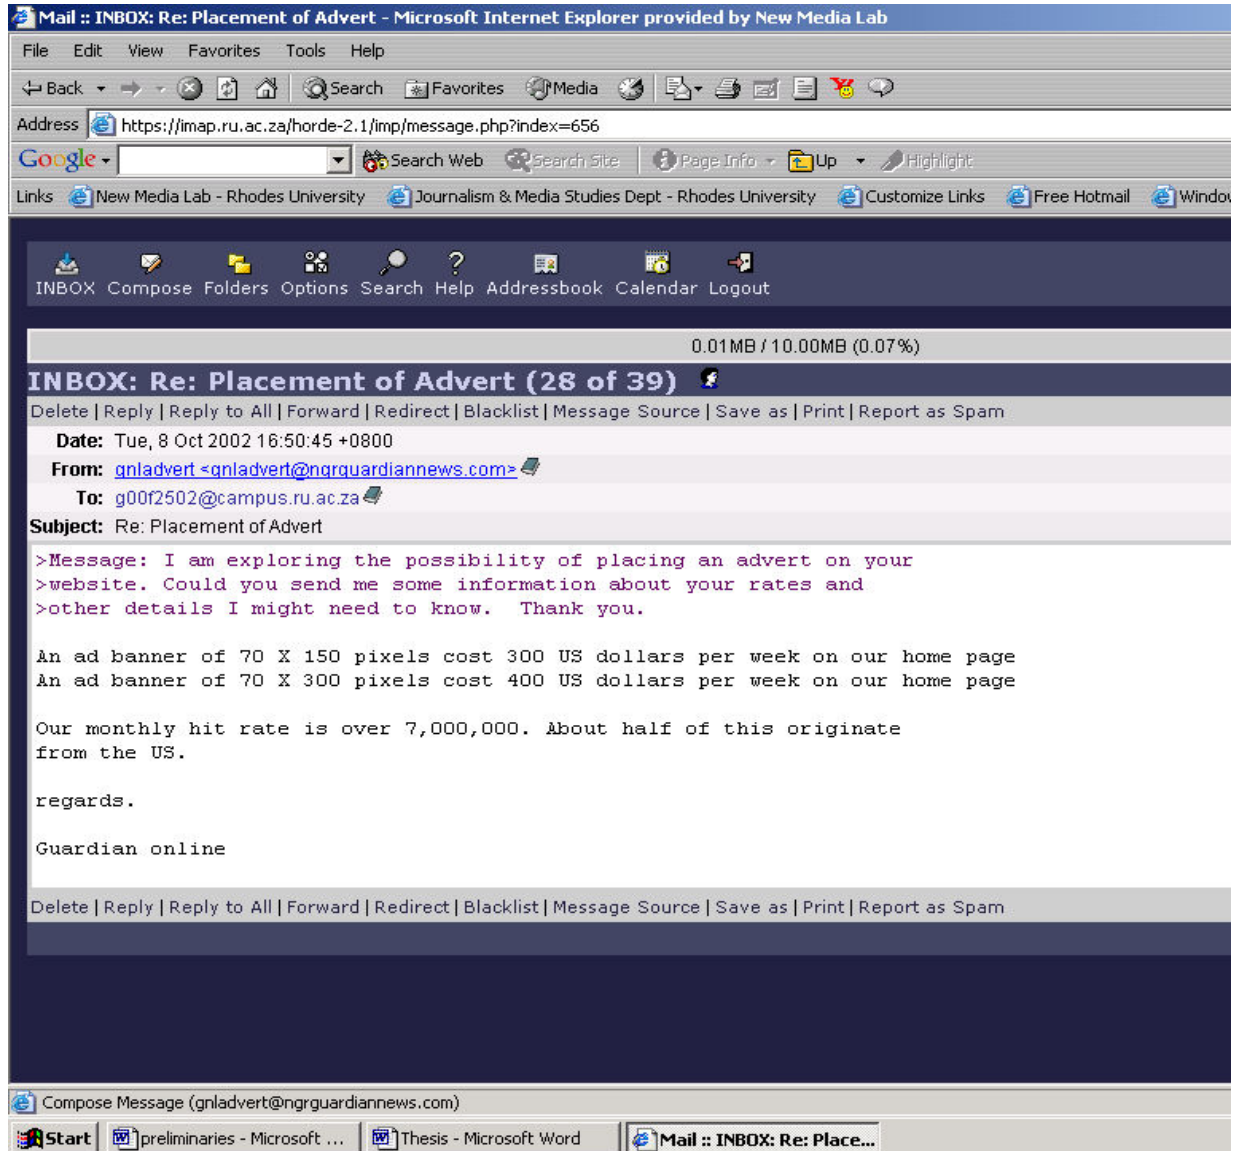 Mail :: INBOX: Re: Placement of Advert - Microsoft Internet Explorer provided by New Media Lab
File Edit View Favorites Tools Help
Back Search Favorites Media
Address https://imap.ru.ac.za/horde-2.1/imp/message.php?index=656
Google Search Web Search Site Page Info Up Highlight
Links New Media Lab - Rhodes University Journalism & Media Studies Dept - Rhodes University Customize Links Free Hotmail Window
INBOX Compose Folders Options Search Help Addressbook Calendar Logout
0.01MB / 10.00MB (0.07%)
INBOX: Re: Placement of Advert (28 of 39)
Delete | Reply | Reply to All | Forward | Redirect | Blacklist | Message Source | Save as | Print | Report as Spam
Date: Tue, 8 Oct 2002 16:50:45 +0800
From: gnladvert <gnladvert@ngrguardiannews.com>
To: g00f2502@campus.ru.ac.za
Subject: Re: Placement of Advert
>Message: I am exploring the possibility of placing an advert on your
>website. Could you send me some information about your rates and
>other details I might need to know.  Thank you.
An ad banner of 70 X 150 pixels cost 300 US dollars per week on our home page
An ad banner of 70 X 300 pixels cost 400 US dollars per week on our home page
Our monthly hit rate is over 7,000,000. About half of this originate
from the US.
regards.
Guardian online
Delete | Reply | Reply to All | Forward | Redirect | Blacklist | Message Source | Save as | Print | Report as Spam
Compose Message (gnladvert@ngrguardiannews.com)
Start preliminaries - Microsoft ... Thesis - Microsoft Word Mail :: INBOX: Re: Place...